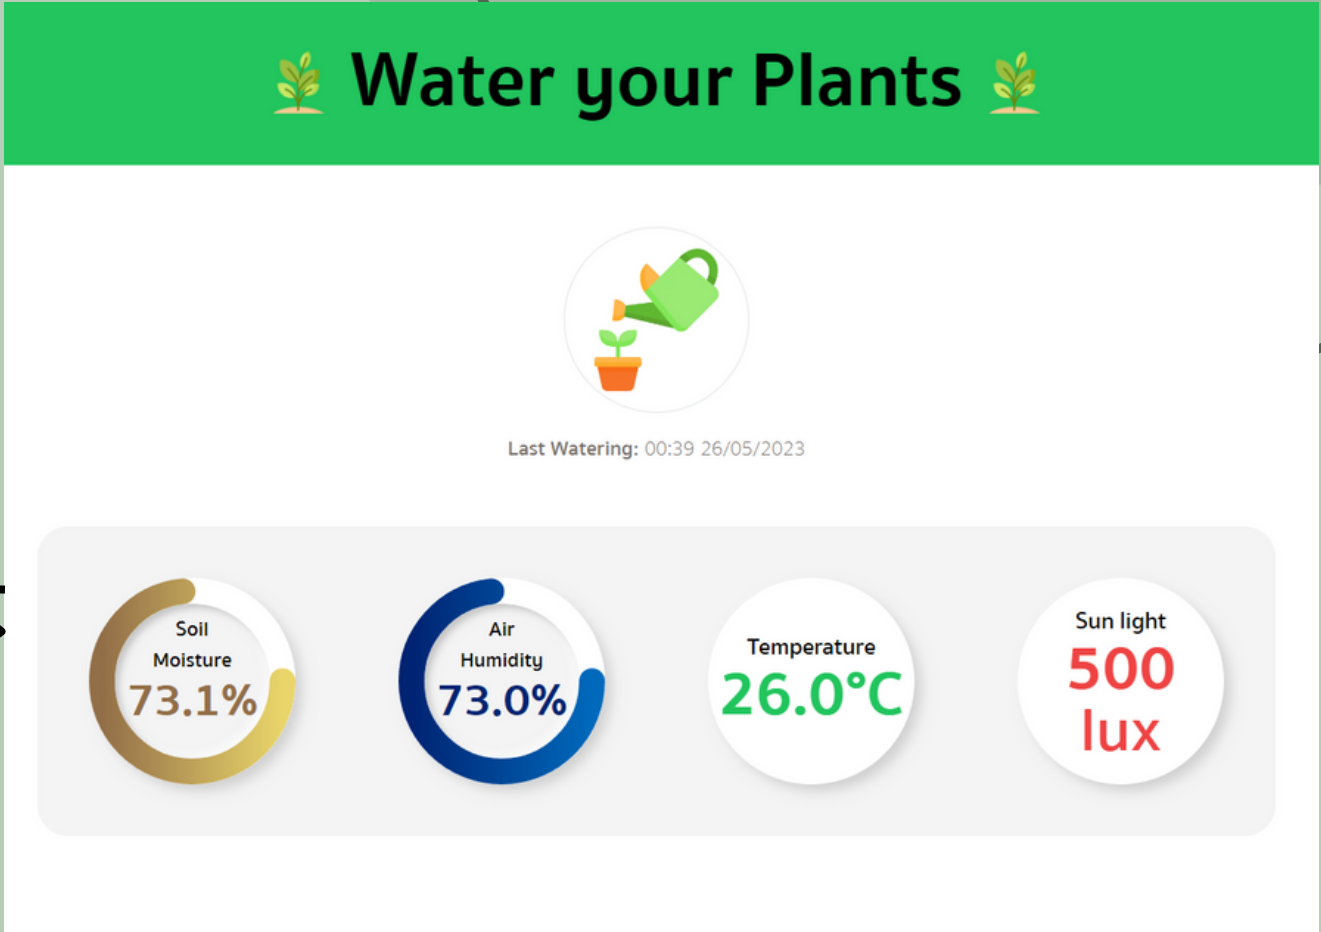 Water your Plants
Last Watering: 00:39 26/05/2023
Soil
Moisture
73.1%
Air
Humidity
73.0%
Temperature
26.0°C
Sun light
500
lux